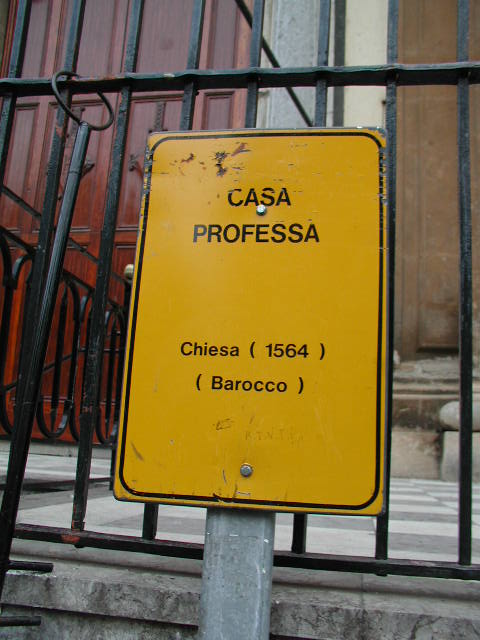 CASA
PROFESSA
Chiesa ( 1564 )
( Barocco )